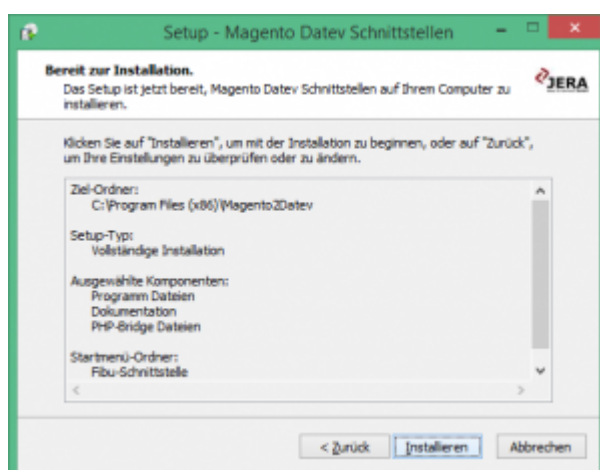 Setup - Magento Datev Schnittstellen
Bereit zur Installation.
Das Setup ist jetzt bereit, Magento Datev Schnittstellen auf Ihrem Computer zu
installieren.
JERA
Klicken Sie auf "Installieren", um mit der Installation zu beginnen, oder auf "Zurück",
um Ihre Einstellungen zu überprüfen oder zu ändern.
Ziel-Ordner:
C:\Program Files (x86)\Magento2Datev
Setup-Typ:
Vollständige Installation
Ausgewählte Komponenten:
Programm Dateien
Dokumentation
PHP-Bridge Dateien
Startmenü-Ordner:
Fibu-Schnittstelle
< Zurück
Installieren
Abbrechen